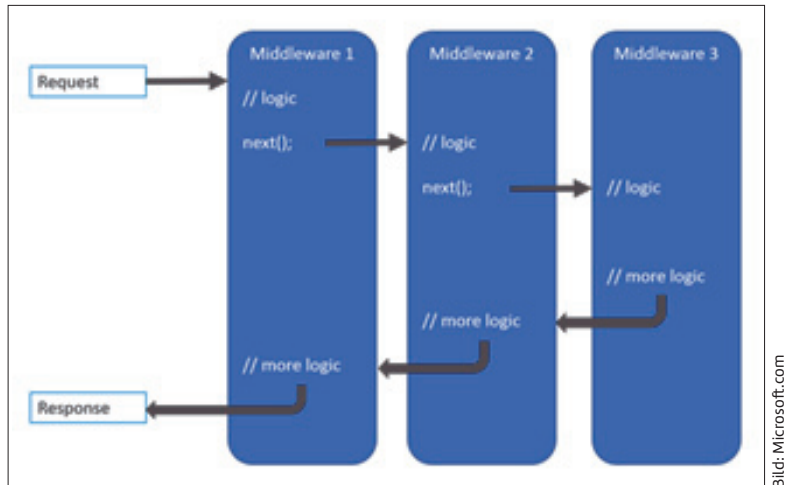 Middleware 1
Middleware 2
Middleware 3
Request
// logic
next();
// logic
next();
// logic
// more logic
// more logic
// more logic
Response
Bild: Microsoft.com